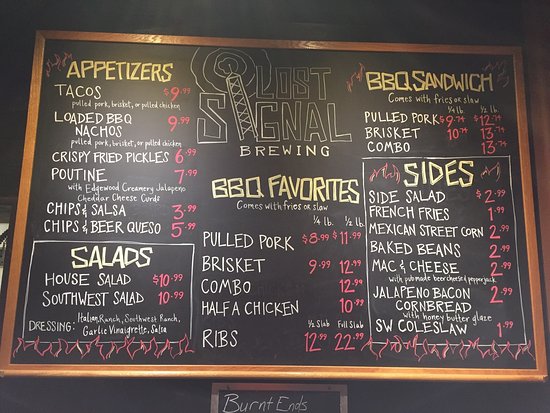 APPETIZERS
TACOS $9.99
pulled pork, brisket, or pulled chicken
LOADED BBQ
NACHOS 9.99
pulled pork, brisket, or pulled chicken
CRISPY FRIED PICKLES 6.99
POUTINE 7.99
with Edgewood Creamery Jalapeno
Cheddar Cheese Curds
CHIPS & SALSA 3.99
CHIPS & BEER QUESO 5.99
SALADS
HOUSE SALAD $10.99
SOUTHWEST SALAD 10.99
DRESSING: Italian, Ranch, Southwest Ranch,
Garlic Vinaigrette, Salsa
LOST
SIGNAL
BREWING
BBQ FAVORITES
Comes with fries or slaw
1/4 lb. 1/2 lb.
PULLED PORK $8.99 $11.99
BRISKET 9.99 12.99
COMBO 12.99
HALF A CHICKEN 10.99
1/2 Slab Full Slab
RIBS 12.99 22.99
BBQ SANDWICH
Comes with fries or slaw
1/4 lb. 1/2 lb.
PULLED PORK $9.74 $12.74
BRISKET 10.74 13.74
COMBO 13.74
SIDES
SIDE SALAD $2.99
FRENCH FRIES 1.99
MEXICAN STREET CORN 2.99
BAKED BEANS 2.99
MAC & CHEESE 2.99
with pub made beer cheese & pepperjack
JALAPENO BACON
CORNBREAD 2.99
with honey butter glaze
SW COLESLAW 1.99
Burnt Ends